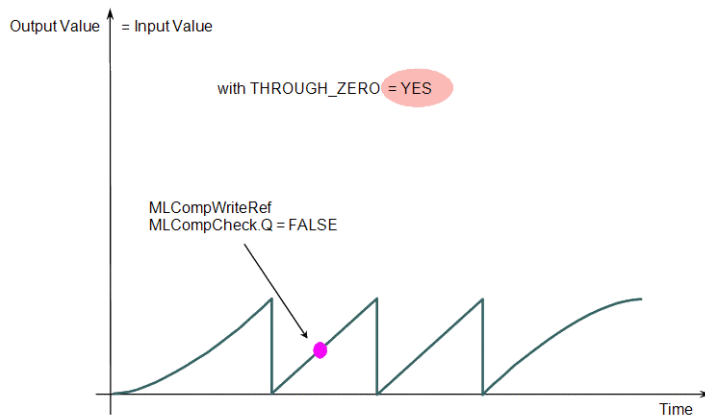 Output Value = Input Value
with THROUGH_ZERO = YES
MLCompWriteRef
MLCompCheck.Q = FALSE
Time